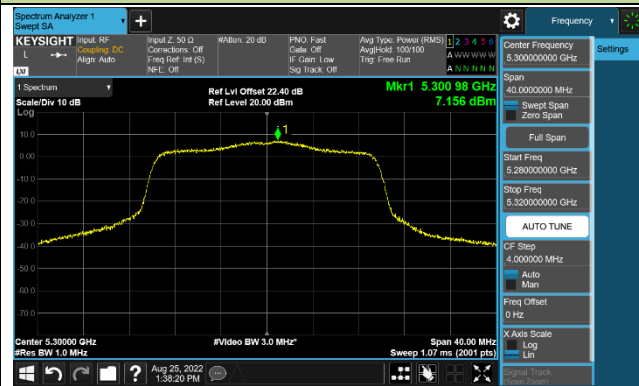 Spectrum Analyzer 1
Swept SA
Frequency
KEYSIGHT
L
LXI
Input: RF
Coupling: DC
Align: Auto
Input Z: 50 Ω
Corrections: Off
Freq Ref: Int (S)
NFE: Off
#Atten: 20 dB
PNO: Fast
Gate: Off
IF Gain: Low
Sig Track: Off
Avg Type: Power (RMS)
Avg|Hold: 100/100
Trig: Free Run
1 2 3 4 5 6
A W W W W W
A N N N N N
1 Spectrum
Scale/Div 10 dB
Log
Ref Lvl Offset 22.40 dB
Ref Level 20.00 dBm
Mkr1 5.300 98 GHz
7.156 dBm
1
10.0
0.00
-10.0
-20.0
-30.0
-40.0
-50.0
-60.0
-70.0
Center 5.30000 GHz
#Res BW 1.0 MHz
#Video BW 3.0 MHz*
Span 40.00 MHz
Sweep 1.07 ms (2001 pts)
Center Frequency
5.300000000 GHz
Settings
Span
40.0000000 MHz
Swept Span
Zero Span
Full Span
Start Freq
5.280000000 GHz
Stop Freq
5.320000000 GHz
AUTO TUNE
CF Step
4.000000 MHz
Auto
Man
Freq Offset
0 Hz
X Axis Scale
Log
Lin
Signal Track
(Span Zoom)
?
Aug 25, 2022
1:38:20 PM